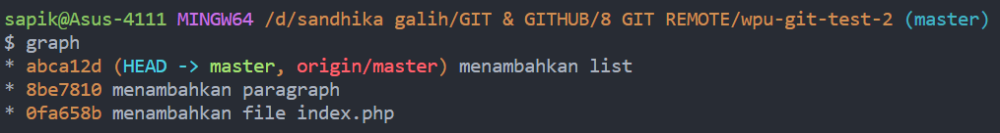 sapik@Asus-4111 MINGW64 /d/sandhika galih/GIT & GITHUB/8 GIT REMOTE/wpu-git-test-2 (master)
$ graph
* abca12d (HEAD -> master, origin/master) menambahkan list
* 8be7810 menambahkan paragraph
* 0fa658b menambahkan file index.php